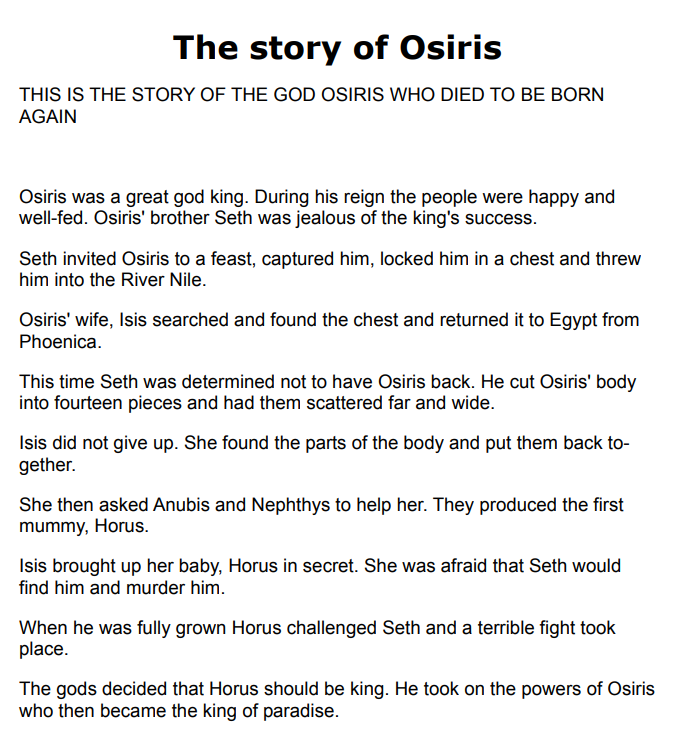 The story of Osiris
THIS IS THE STORY OF THE GOD OSIRIS WHO DIED TO BE BORN
AGAIN
Osiris was a great god king. During his reign the people were happy and
well-fed. Osiris' brother Seth was jealous of the king's success.
Seth invited Osiris to a feast, captured him, locked him in a chest and threw
him into the River Nile.
Osiris' wife, Isis searched and found the chest and returned it to Egypt from
Phoenica.
This time Seth was determined not to have Osiris back. He cut Osiris' body
into fourteen pieces and had them scattered far and wide.
Isis did not give up. She found the parts of the body and put them back to-
gether.
She then asked Anubis and Nephthys to help her. They produced the first
mummy, Horus.
Isis brought up her baby, Horus in secret. She was afraid that Seth would
find him and murder him.
When he was fully grown Horus challenged Seth and a terrible fight took
place.
The gods decided that Horus should be king. He took on the powers of Osiris
who then became the king of paradise.